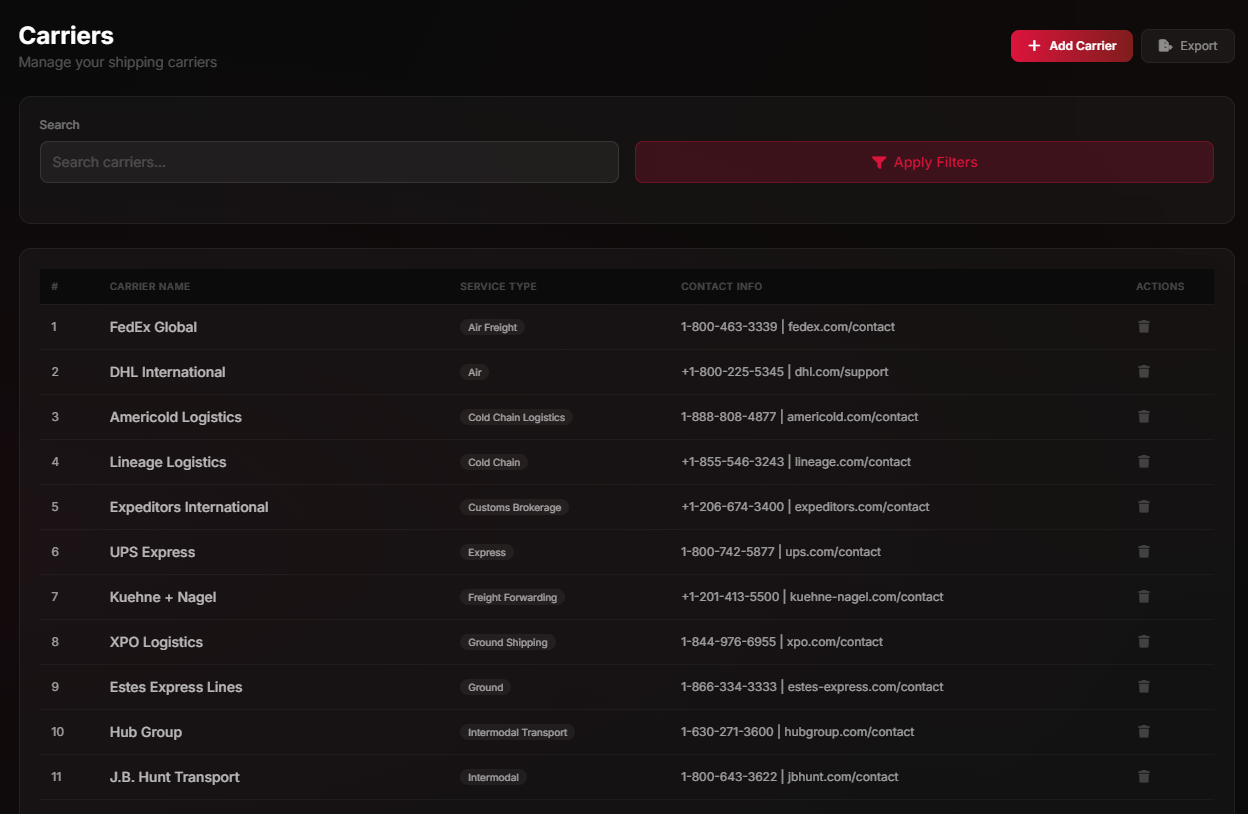 Carriers
Manage your shipping carriers
Add Carrier
Export
Search
Search carriers...
Apply Filters
# CARRIER NAME SERVICE TYPE CONTACT INFO ACTIONS
1 FedEx Global Air Freight 1-800-463-3339 | fedex.com/contact
2 DHL International Air +1-800-225-5345 | dhl.com/support
3 Americold Logistics Cold Chain Logistics 1-888-808-4877 | americold.com/contact
4 Lineage Logistics Cold Chain +1-855-546-3243 | lineage.com/contact
5 Expeditors International Customs Brokerage +1-206-674-3400 | expeditors.com/contact
6 UPS Express Express 1-800-742-5877 | ups.com/contact
7 Kuehne + Nagel Freight Forwarding +1-201-413-5500 | kuehne-nagel.com/contact
8 XPO Logistics Ground Shipping 1-844-976-6955 | xpo.com/contact
9 Estes Express Lines Ground 1-866-334-3333 | estes-express.com/contact
10 Hub Group Intermodal Transport 1-630-271-3600 | hubgroup.com/contact
11 J.B. Hunt Transport Intermodal 1-800-643-3622 | jbhunt.com/contact